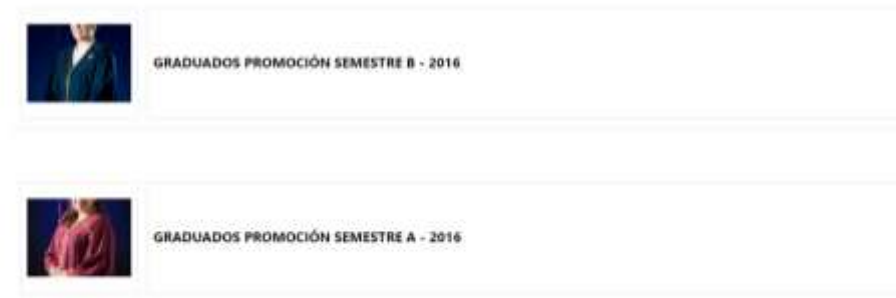 GRADUADOS PROMOCIÓN SEMESTRE B - 2016
GRADUADOS PROMOCIÓN SEMESTRE A - 2016